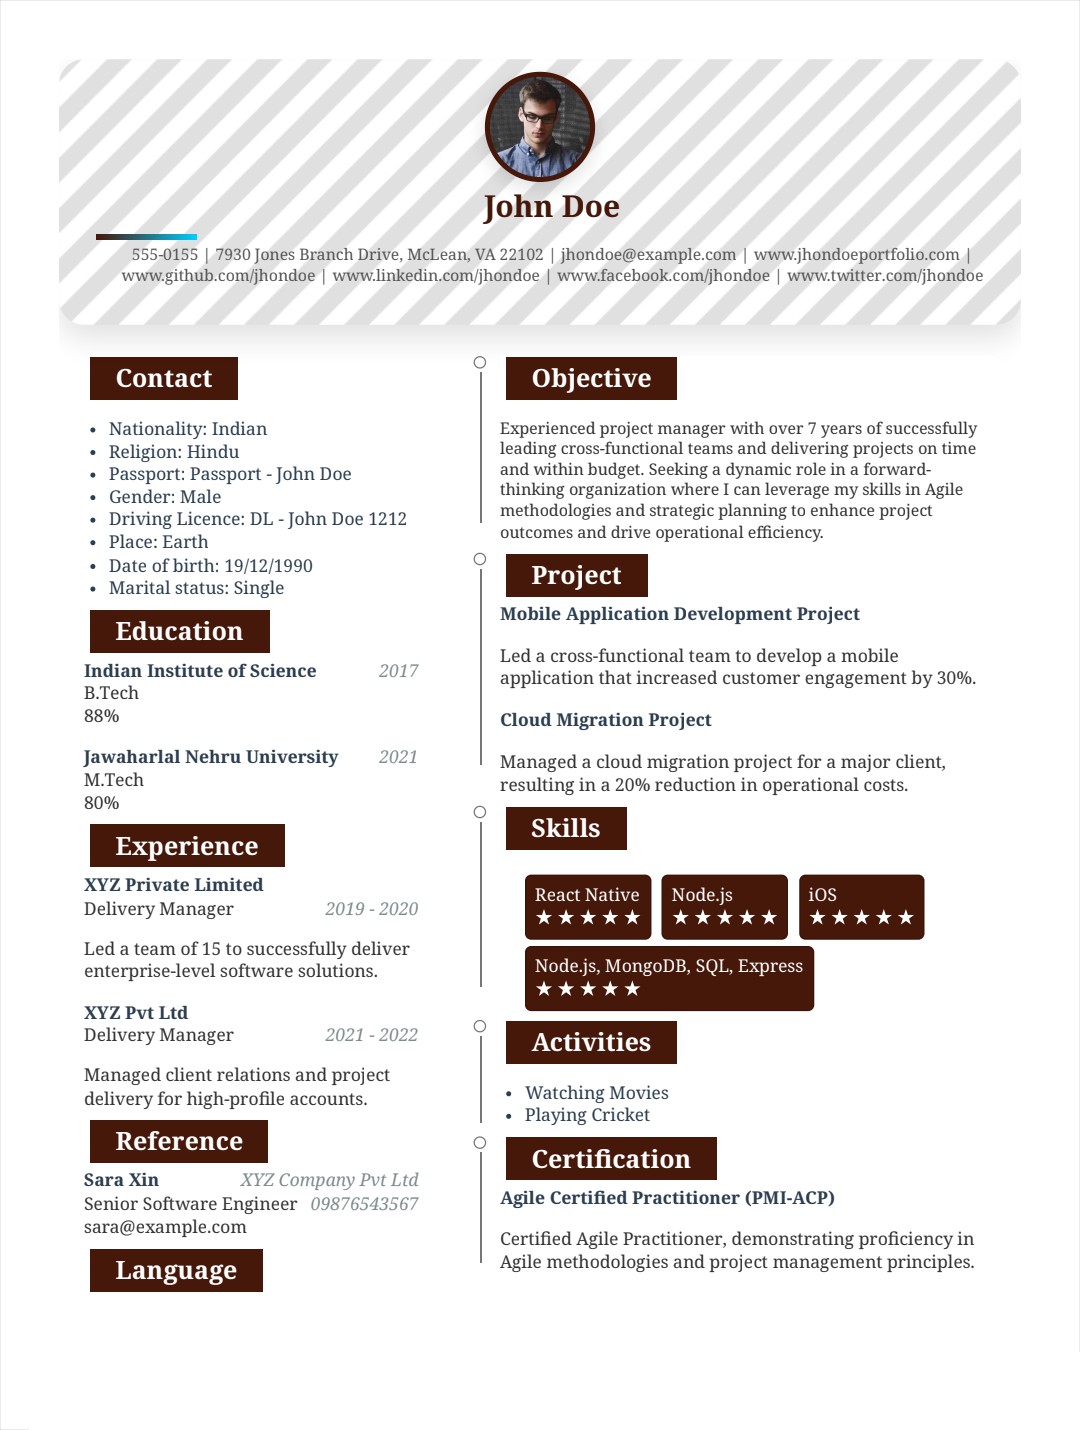 John Doe
555-0155 | 7930 Jones Branch Drive, McLean, VA 22102 | jhondoe@example.com | www.jhondoeportfolio.com |
www.github.com/jhondoe | www.linkedin.com/jhondoe | www.facebook.com/jhondoe | www.twitter.com/jhondoe
Contact
• Nationality: Indian
• Religion: Hindu
• Passport: Passport - John Doe
• Gender: Male
• Driving Licence: DL - John Doe 1212
• Place: Earth
• Date of birth: 19/12/1990
• Marital status: Single
Education
Indian Institute of Science 2017
B.Tech
88%
Jawaharlal Nehru University 2021
M.Tech
80%
Experience
XYZ Private Limited
Delivery Manager 2019 - 2020
Led a team of 15 to successfully deliver
enterprise-level software solutions.
XYZ Pvt Ltd
Delivery Manager 2021 - 2022
Managed client relations and project
delivery for high-profile accounts.
Reference
Sara Xin XYZ Company Pvt Ltd
Senior Software Engineer 09876543567
sara@example.com
Language
Objective
Experienced project manager with over 7 years of successfully
leading cross-functional teams and delivering projects on time
and within budget. Seeking a dynamic role in a forward-
thinking organization where I can leverage my skills in Agile
methodologies and strategic planning to enhance project
outcomes and drive operational efficiency.
Project
Mobile Application Development Project
Led a cross-functional team to develop a mobile
application that increased customer engagement by 30%.
Cloud Migration Project
Managed a cloud migration project for a major client,
resulting in a 20% reduction in operational costs.
Skills
React Native Node.js iOS
★★★★★ ★★★★★ ★★★★★
Node.js, MongoDB, SQL, Express
★★★★★
Activities
• Watching Movies
• Playing Cricket
Certification
Agile Certified Practitioner (PMI-ACP)
Certified Agile Practitioner, demonstrating proficiency in
Agile methodologies and project management principles.